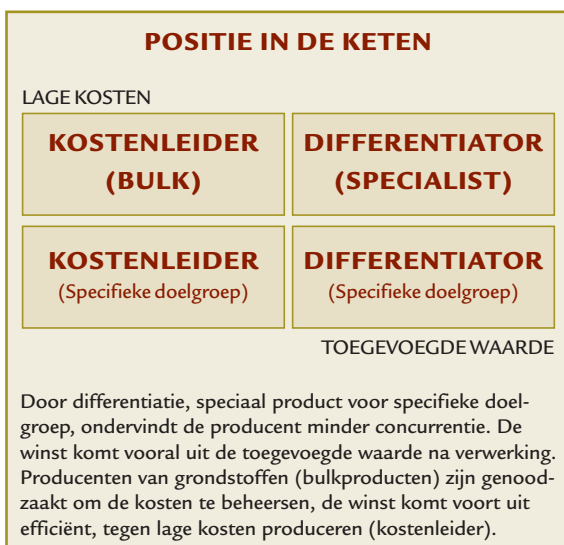 POSITIE IN DE KETEN
LAGE KOSTEN
KOSTENLEIDER
(BULK)
DIFFERENTIATOR
(SPECIALIST)
KOSTENLEIDER
(Specifieke doelgroep)
DIFFERENTIATOR
(Specifieke doelgroep)
TOEGEVOEGDE WAARDE
Door differentiatie, speciaal product voor specifieke doel-
groep, ondervindt de producent minder concurrentie. De
winst komt vooral uit de toegevoegde waarde na verwerking.
Producenten van grondstoffen (bulkproducten) zijn genood-
zaakt om de kosten te beheersen, de winst komt voort uit
efficiënt, tegen lage kosten produceren (kostenleider).